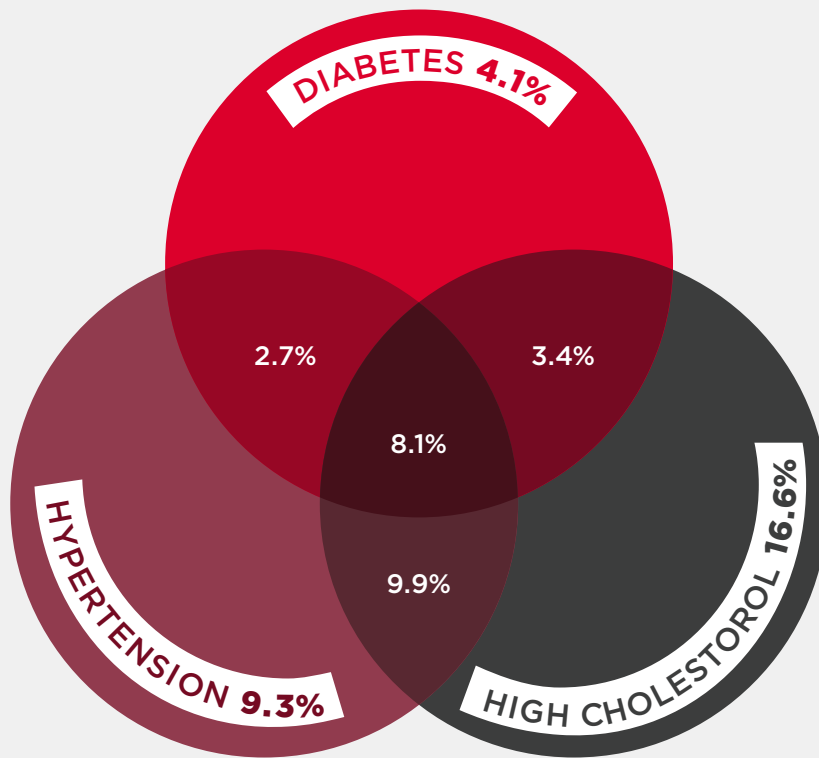 DIABETES 4.1%
2.7%
3.4%
8.1%
9.9%
HYPERTENSION 9.3%
HIGH CHOLESTOROL 16.6%